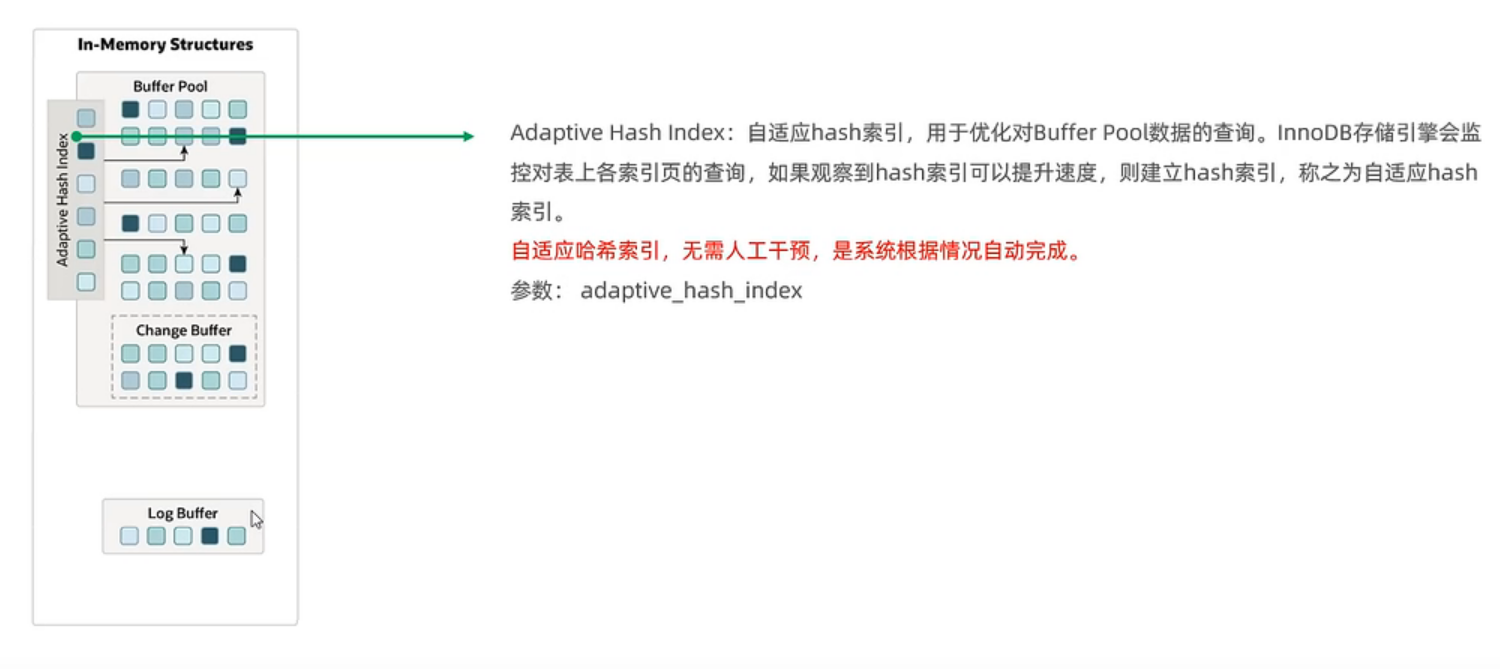 In-Memory Structures
Buffer Pool
Adaptive Hash Index
Change Buffer
Log Buffer
Adaptive Hash Index：自适应hash索引，用于优化对Buffer Pool数据的查询。InnoDB存储引擎会监
控对表上各索引页的查询，如果观察到hash索引可以提升速度，则建立hash索引，称之为自适应hash
索引。
自适应哈希索引，无需人工干预，是系统根据情况自动完成。
参数： adaptive_hash_index